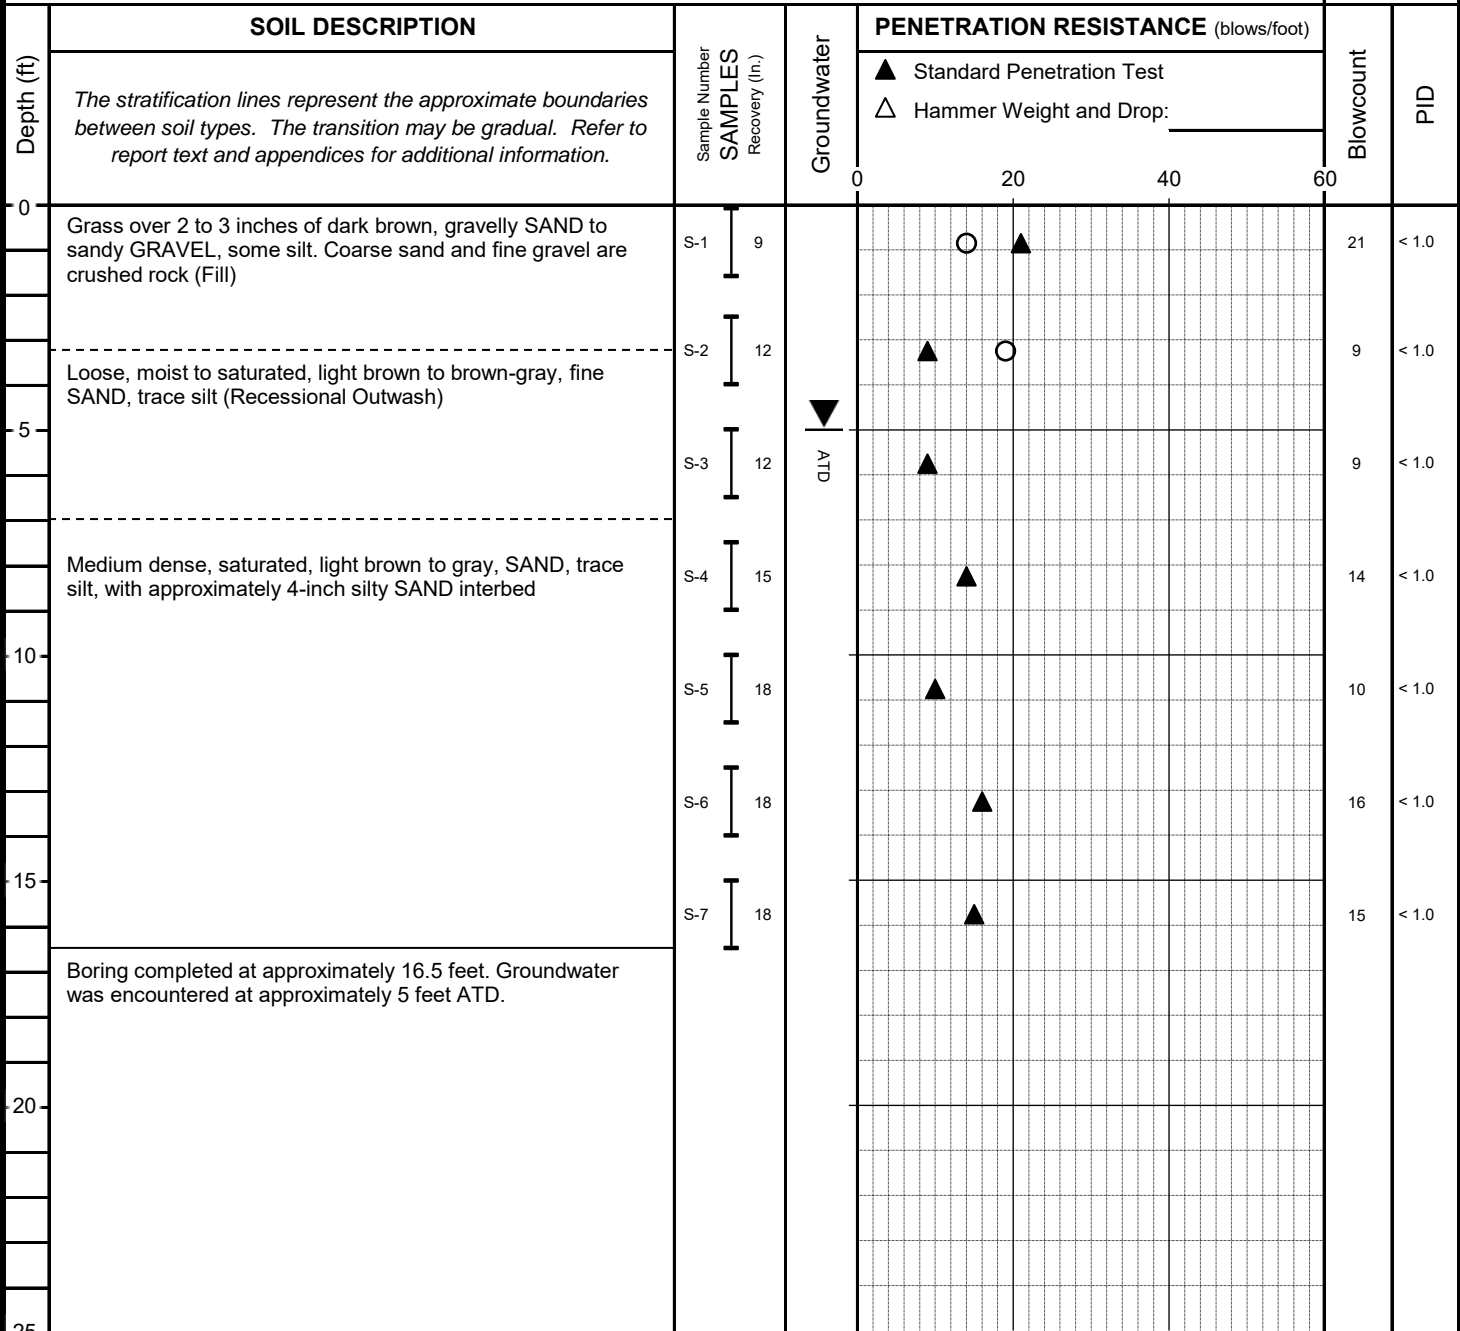 SOIL DESCRIPTION
PENETRATION RESISTANCE (blows/foot)
Depth (ft)
The stratification lines represent the approximate boundaries
between soil types. The transition may be gradual. Refer to
report text and appendices for additional information.
Sample Number
SAMPLES
Recovery (In.)
Groundwater
▲ Standard Penetration Test
△ Hammer Weight and Drop:
Blowcount
PID
0 20 40 60
0
Grass over 2 to 3 inches of dark brown, gravelly SAND to
sandy GRAVEL, some silt. Coarse sand and fine gravel are
crushed rock (Fill)
S-1 9 21 < 1.0
S-2 12 9 < 1.0
Loose, moist to saturated, light brown to brown-gray, fine
SAND, trace silt (Recessional Outwash)
5
ATD
S-3 12 9 < 1.0
Medium dense, saturated, light brown to gray, SAND, trace
silt, with approximately 4-inch silty SAND interbed
S-4 15 14 < 1.0
10
S-5 18 10 < 1.0
S-6 18 16 < 1.0
15
S-7 18 15 < 1.0
Boring completed at approximately 16.5 feet. Groundwater
was encountered at approximately 5 feet ATD.
20
25